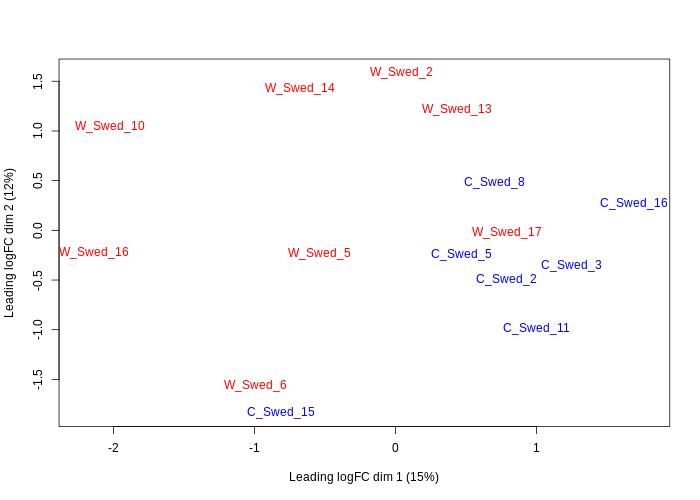 W_Swed_2
W_Swed_14
W_Swed_13
W_Swed_10
C_Swed_8
C_Swed_16
W_Swed_17
W_Swed_16
W_Swed_5
C_Swed_5
C_Swed_3
C_Swed_2
C_Swed_11
W_Swed_6
C_Swed_15
1.5
1.0
0.5
0.0
-0.5
-1.0
-1.5
Leading logFC dim 2 (12%)
-2 -1 0 1
Leading logFC dim 1 (15%)